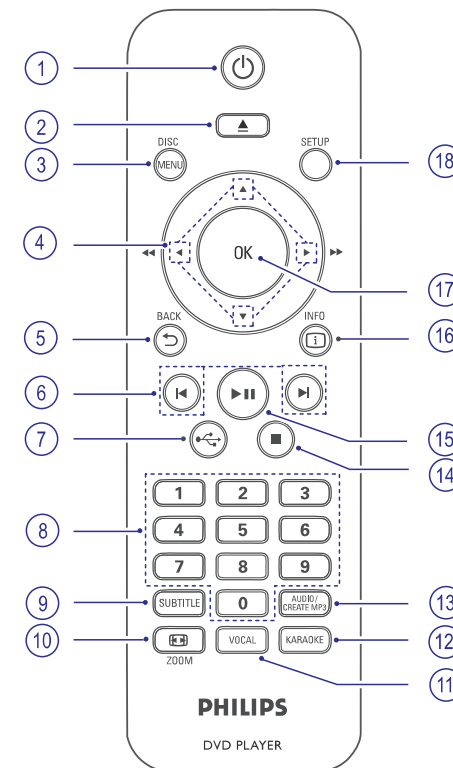 1
2
DISC
SETUP
3
MENU
18
4
OK
17
BACK
INFO
5
16
6
7
15
14
1 2 3
8
4 5 6
7 8 9
9
SUBTITLE
0
AUDIO/
CREATE MP3
13
10
VOCAL
KARAOKE
12
ZOOM
11
PHILIPS
DVD PLAYER